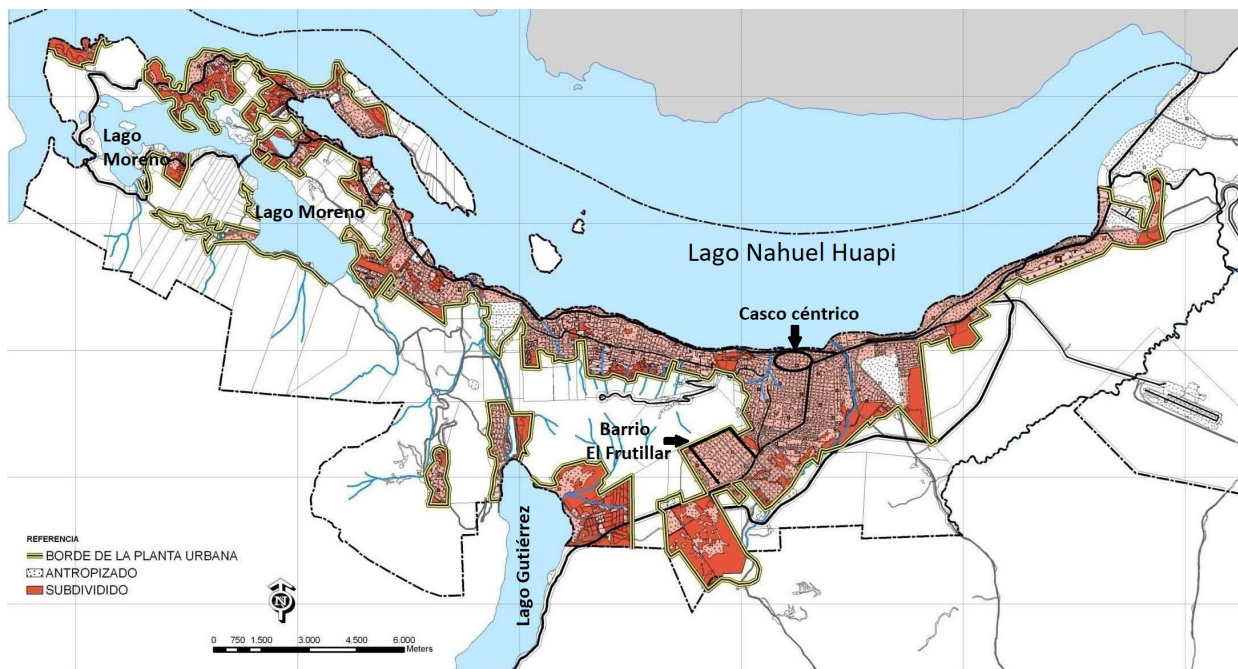 Lago
Moreno
Lago Moreno
Lago Nahuel Huapi
Casco céntrico
Barrio
El Frutillar
Lago Gutiérrez
REFERENCIA
BORDE DE LA PLANTA URBANA
ANTROPIZADO
SUBDIVIDIDO
N
0 750 1.500 3.000 4.500 6.000
Meters